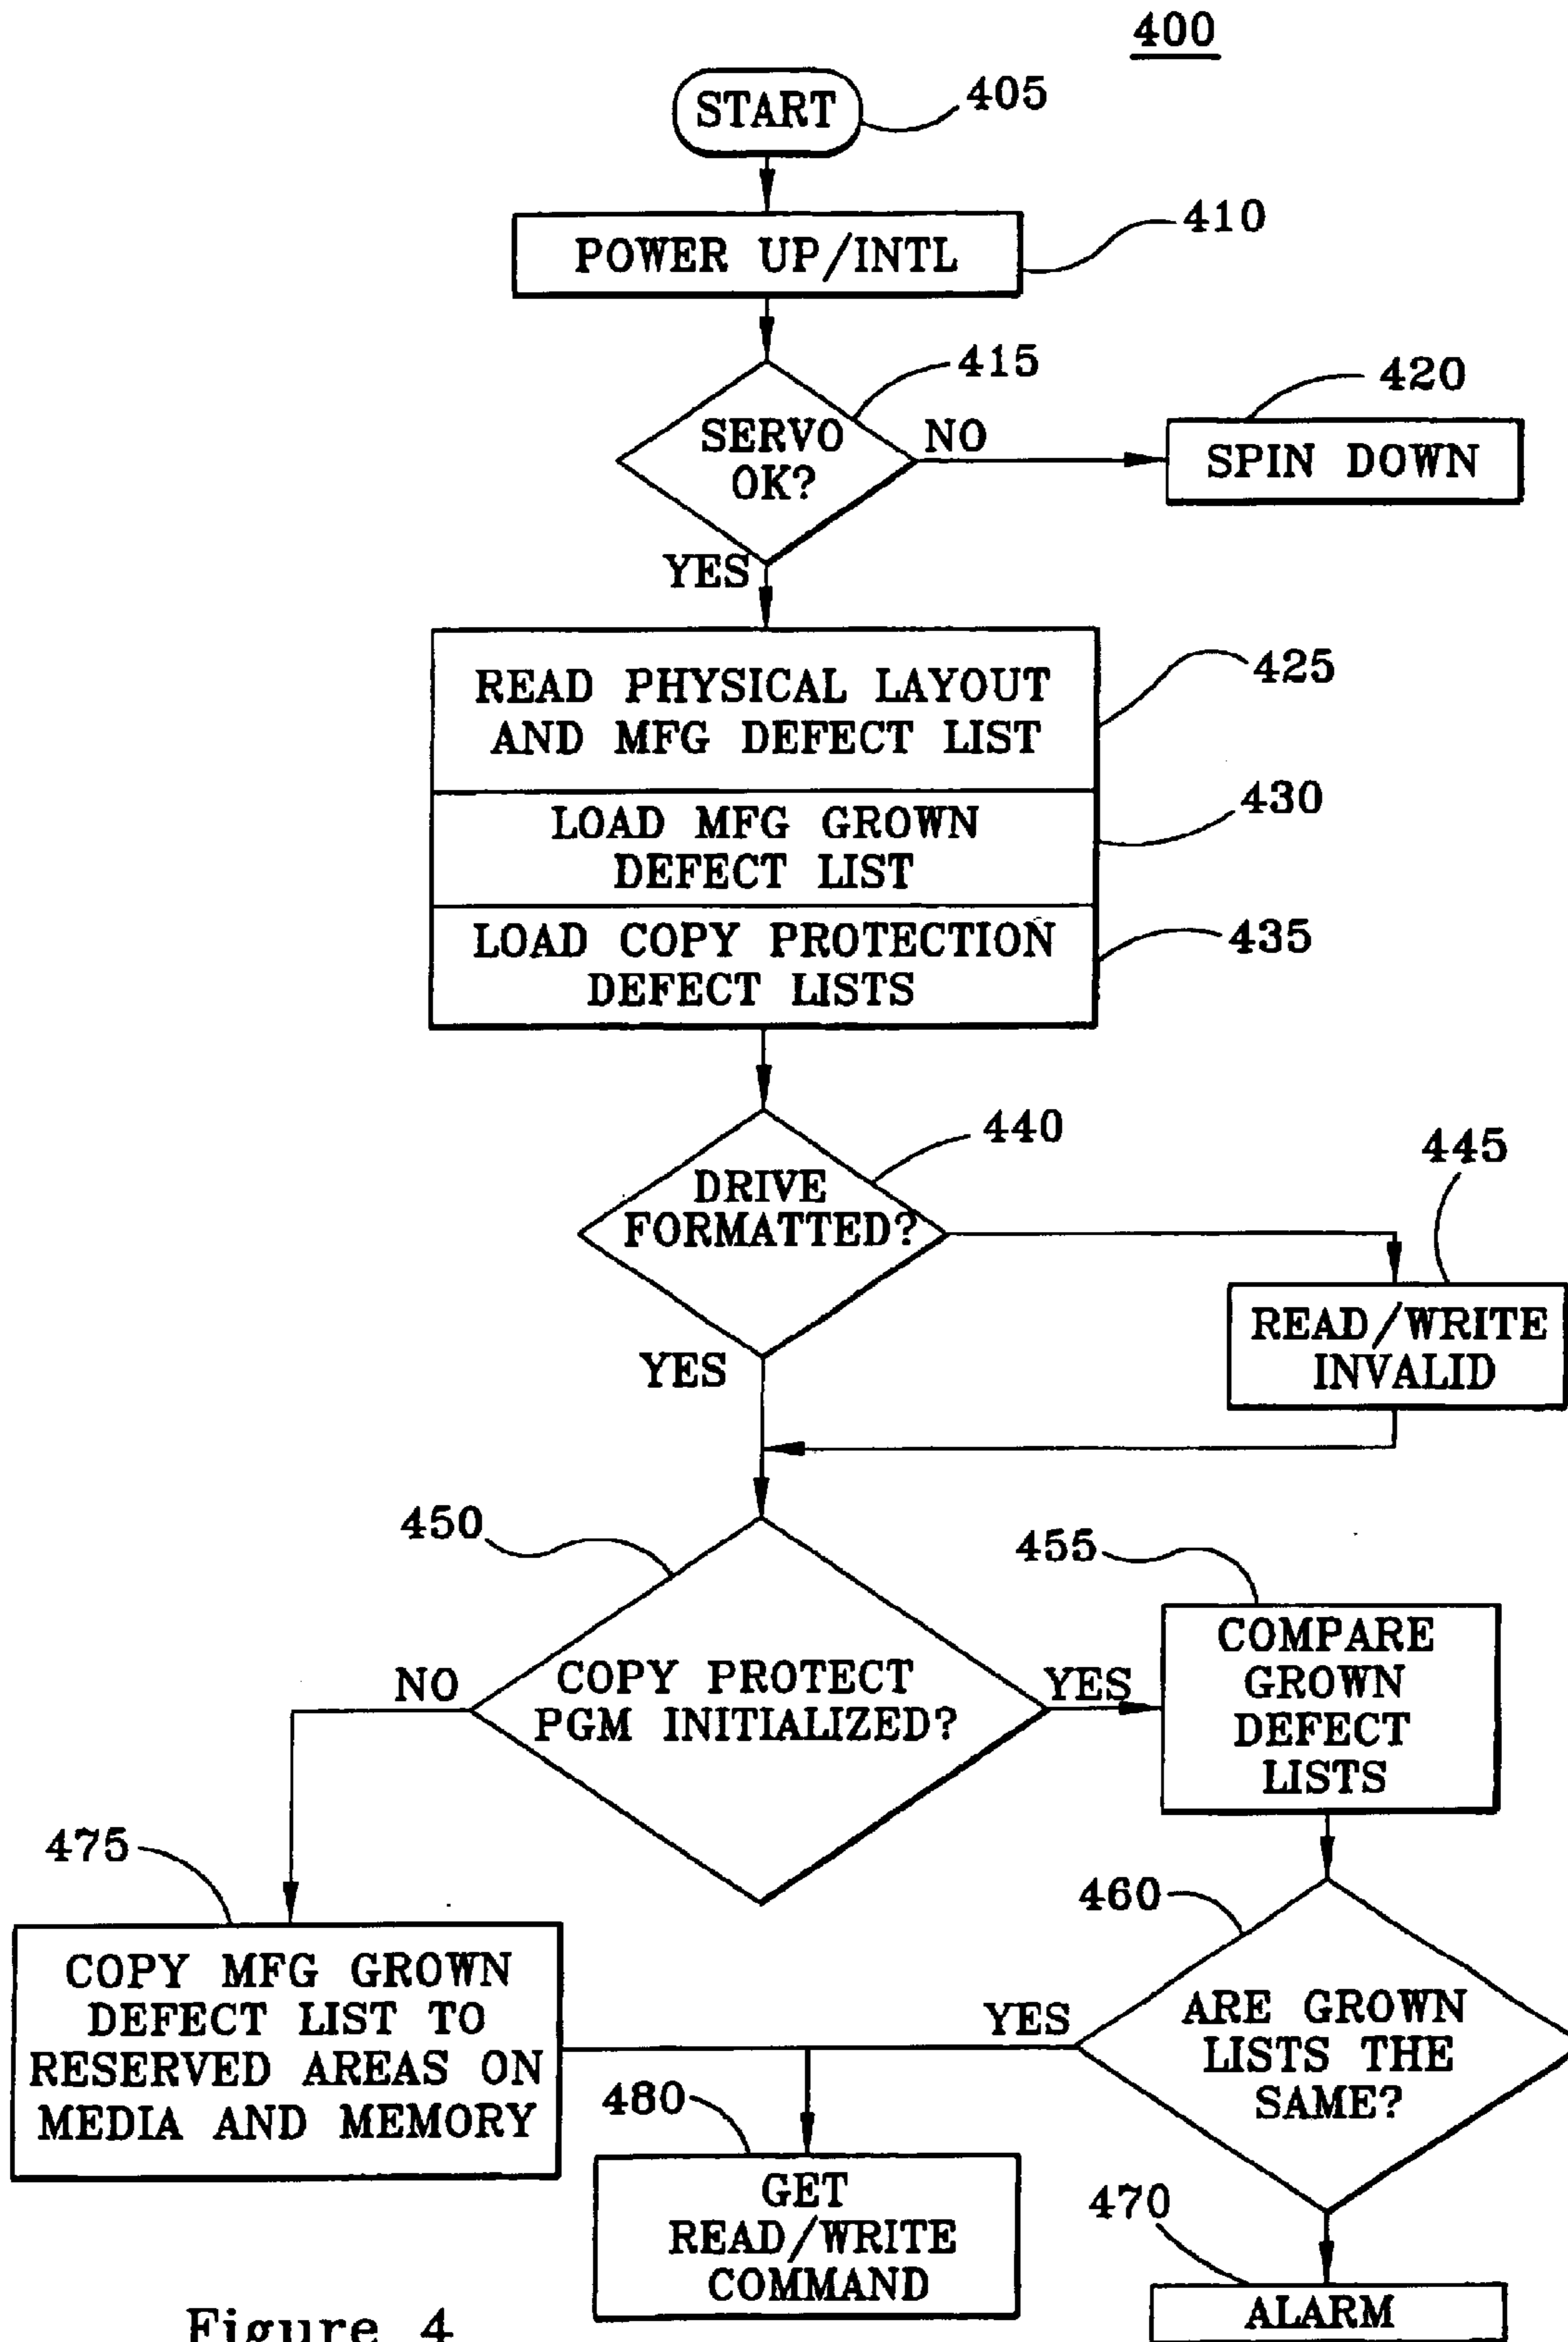 400
START
405
POWER UP/INTL
410
415
SERVO
OK?
NO
420
SPIN DOWN
YES
READ PHYSICAL LAYOUT
AND MFG DEFECT LIST
425
LOAD MFG GROWN
DEFECT LIST
430
LOAD COPY PROTECTION
DEFECT LISTS
435
DRIVE
FORMATTED?
440
445
READ/WRITE
INVALID
YES
450
COPY PROTECT
PGM INITIALIZED?
NO
YES
455
COMPARE
GROWN
DEFECT
LISTS
475
COPY MFG GROWN
DEFECT LIST TO
RESERVED AREAS ON
MEDIA AND MEMORY
460
ARE GROWN
LISTS THE
SAME?
YES
480
GET
READ/WRITE
COMMAND
470
ALARM
Figure 4